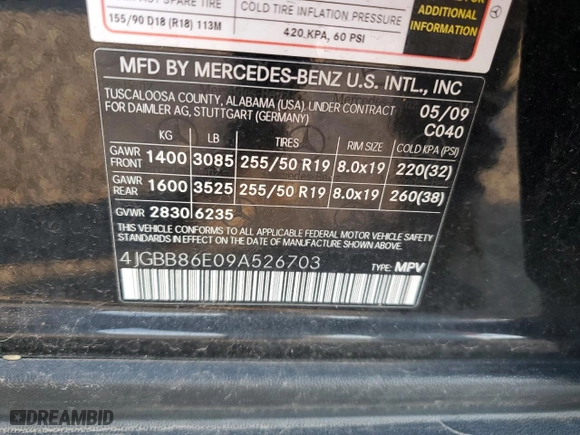 SPARE TIRE
155/90 D18 (R18) 113M
COLD TIRE INFLATION PRESSURE
420 KPA, 60 PSI
ADDITIONAL
INFORMATION
MFD BY MERCEDES-BENZ U.S. INTL., INC
TUSCALOOSA COUNTY, ALABAMA (USA). UNDER CONTRACT
FOR DAIMLER AG, STUTTGART (GERMANY)
05/09
C040
KG LB TIRES RIM SIZE COLD KPA (PSI)
GAWR FRONT 1400 3085 255/50 R19 8.0x19 220(32)
GAWR REAR 1600 3525 255/50 R19 8.0x19 260(38)
GVWR 2830 6235
THIS VEHICLE CONFORMS TO ALL APPLICABLE FEDERAL MOTOR VEHICLE SAFETY
STANDARDS IN EFFECT ON THE DATE OF MANUFACTURE SHOWN ABOVE.
4JGBB86E09A526703
TYPE: MPV
DREAMBID